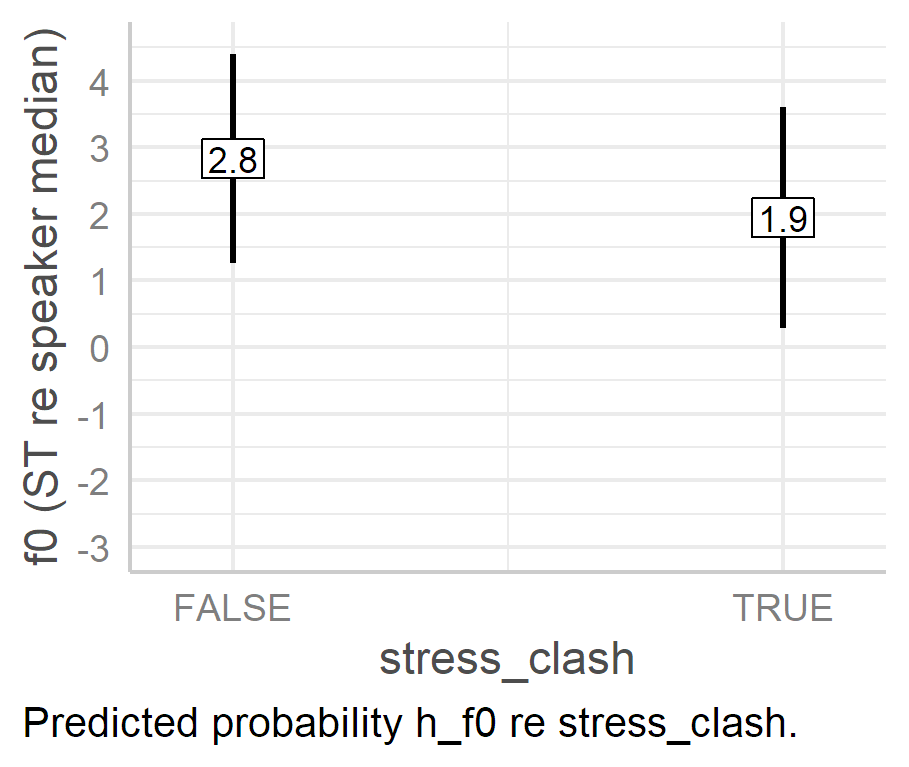 f0 (ST re speaker median)
4
3
2
1
0
-1
-2
-3
2.8
1.9
FALSE
TRUE
stress_clash
Predicted probability h_f0 re stress_clash.